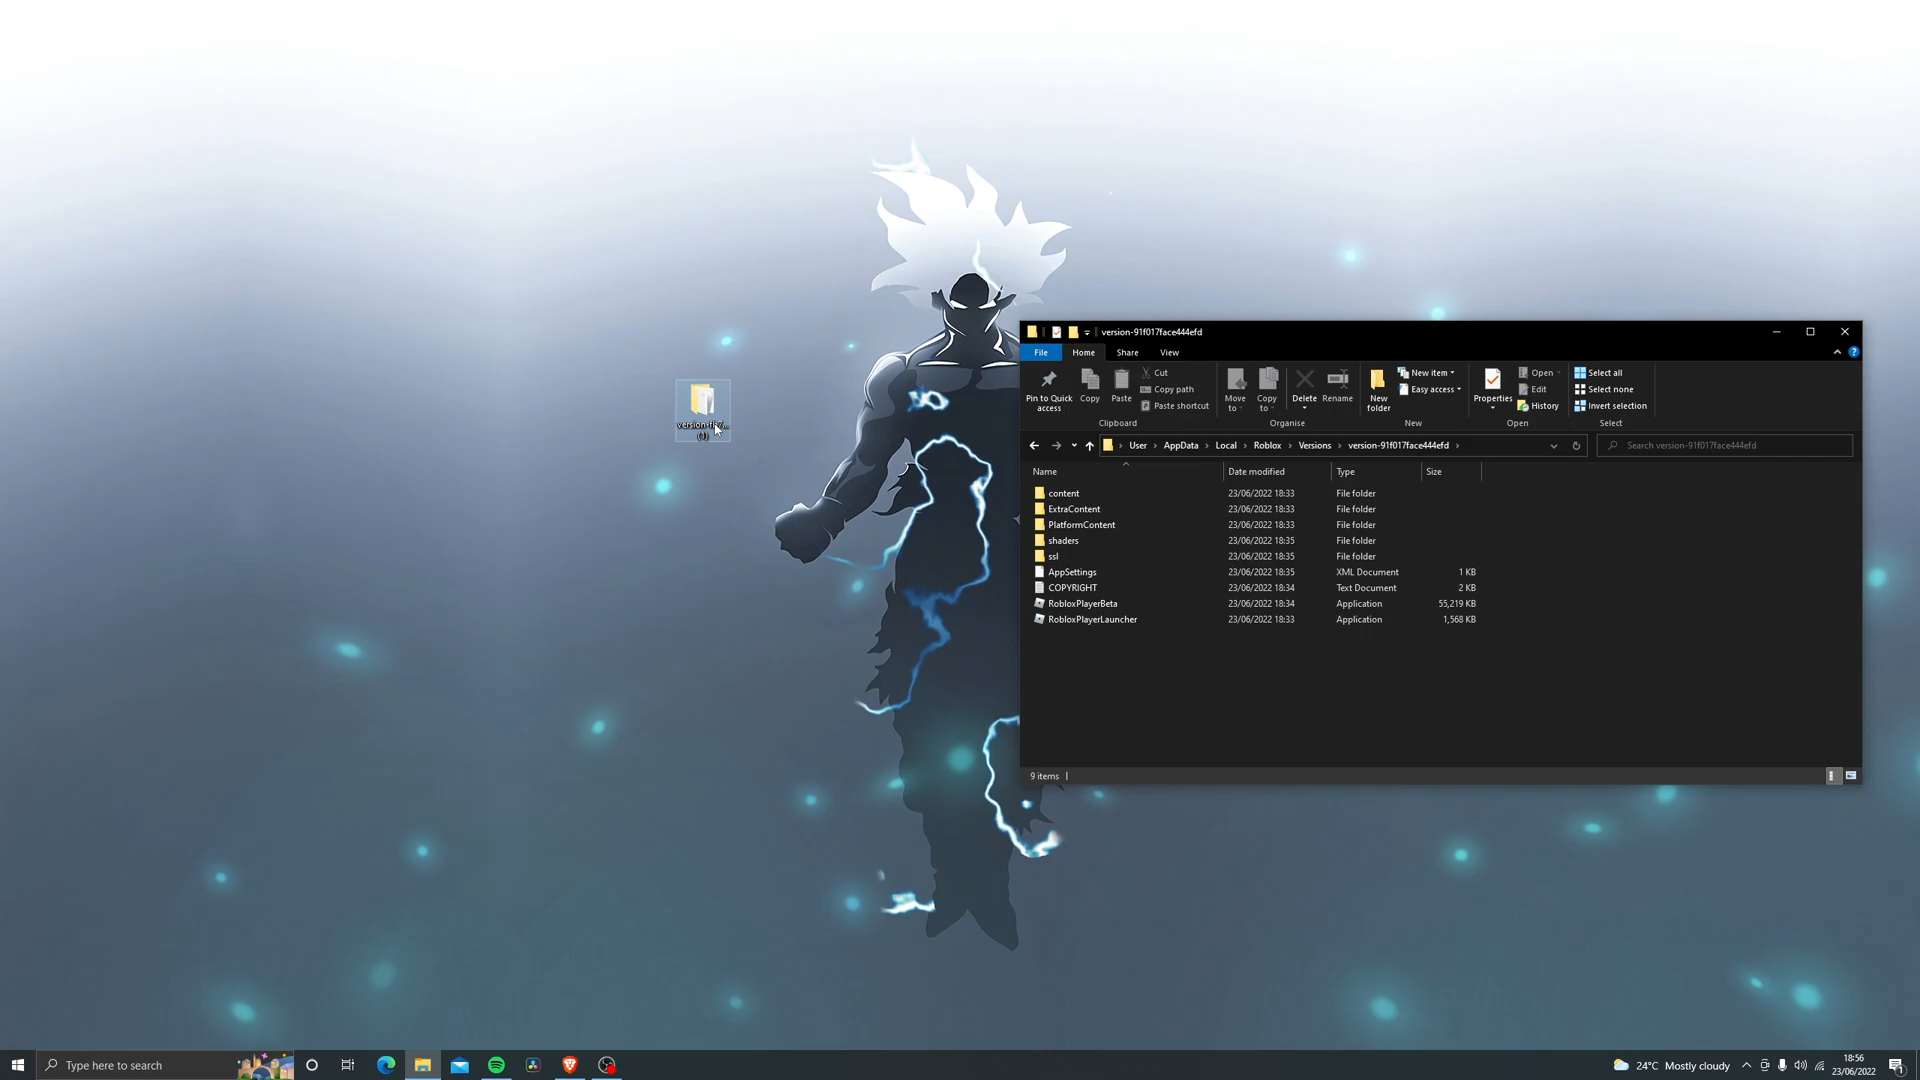 version-91f017face444efd
File Home Share View
Pin to Quick access
Copy
Paste
Cut
Copy path
Paste shortcut
Clipboard
Move to
Copy to
Delete
Rename
Organise
New folder
New item
Easy access
New
Properties
Open
Edit
History
Open
Select all
Select none
Invert selection
Select
User AppData Local Roblox Versions version-91f017face444efd
Search version-91f017face444efd
Name Date modified Type Size
content 23/06/2022 18:33 File folder
ExtraContent 23/06/2022 18:33 File folder
PlatformContent 23/06/2022 18:33 File folder
shaders 23/06/2022 18:35 File folder
ssl 23/06/2022 18:35 File folder
AppSettings 23/06/2022 18:35 XML Document 1 KB
COPYRIGHT 23/06/2022 18:34 Text Document 2 KB
RobloxPlayerBeta 23/06/2022 18:34 Application 55,219 KB
RobloxPlayerLauncher 23/06/2022 18:33 Application 1,568 KB
9 items
(1)
Type here to search
24°C Mostly cloudy
18:56
23/06/2022